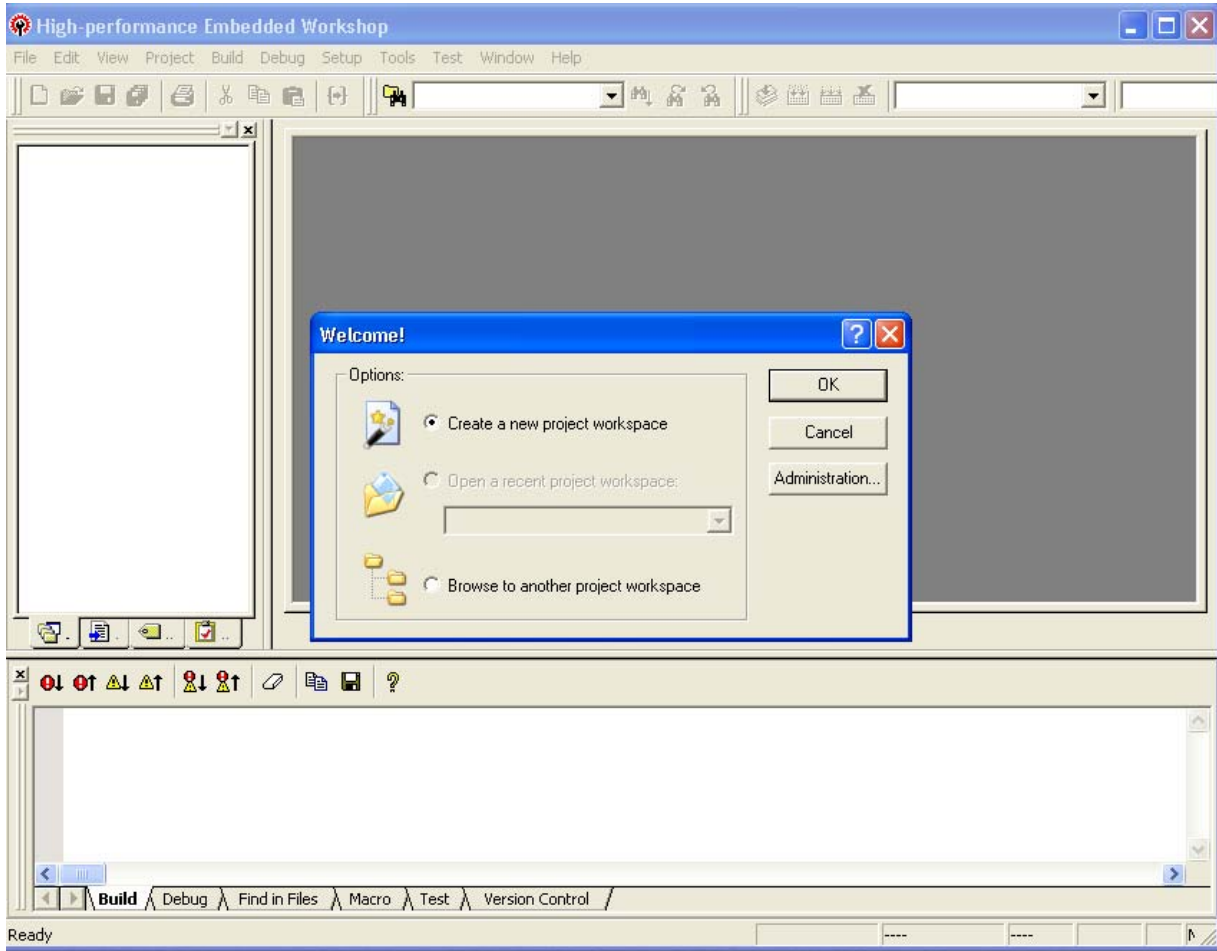 High-performance Embedded Workshop
File Edit View Project Build Debug Setup Tools Test Window Help
Welcome!
Options:
Create a new project workspace
Open a recent project workspace:
Browse to another project workspace
OK
Cancel
Administration...
Build Debug Find in Files Macro Test Version Control
Ready ---- ----